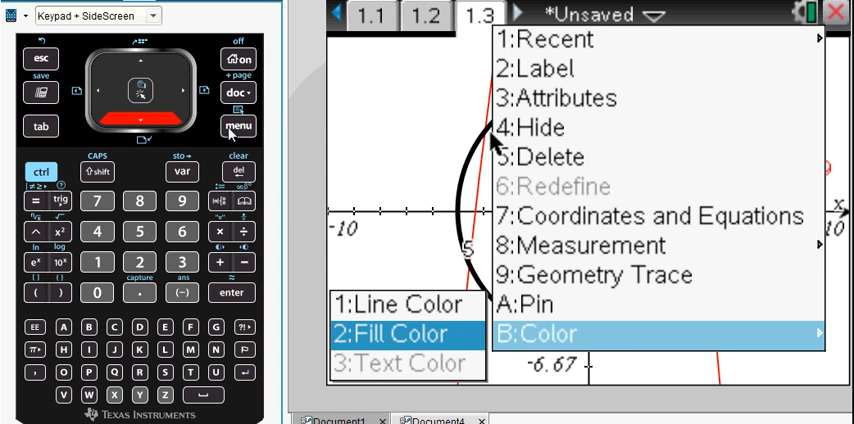 Keypad + SideScreen
1.1
1.2
1.3
*Unsaved
1:Recent
2:Label
3:Attributes
4:Hide
5:Delete
6:Redefine
7:Coordinates and Equations
8:Measurement
9:Geometry Trace
A:Pin
B:Color
1:Line Color
2:Fill Color
3:Text Color
-10
5
x
10
-6.67
off
esc
on
save
+ page
doc
tab
menu
CAPS
sto
clear
ctrl
shift
var
del
= trig 7 8 9
^ x² 4 5 6 × ÷
ln log
eˣ 10ˣ 1 2 3 + −
capture
ans
( ) 0 . (−) enter
EE A B C D E F G ?!
π H I J K L M N
, O P Q R S T U
V W X Y Z
TEXAS INSTRUMENTS
Document1
Document4